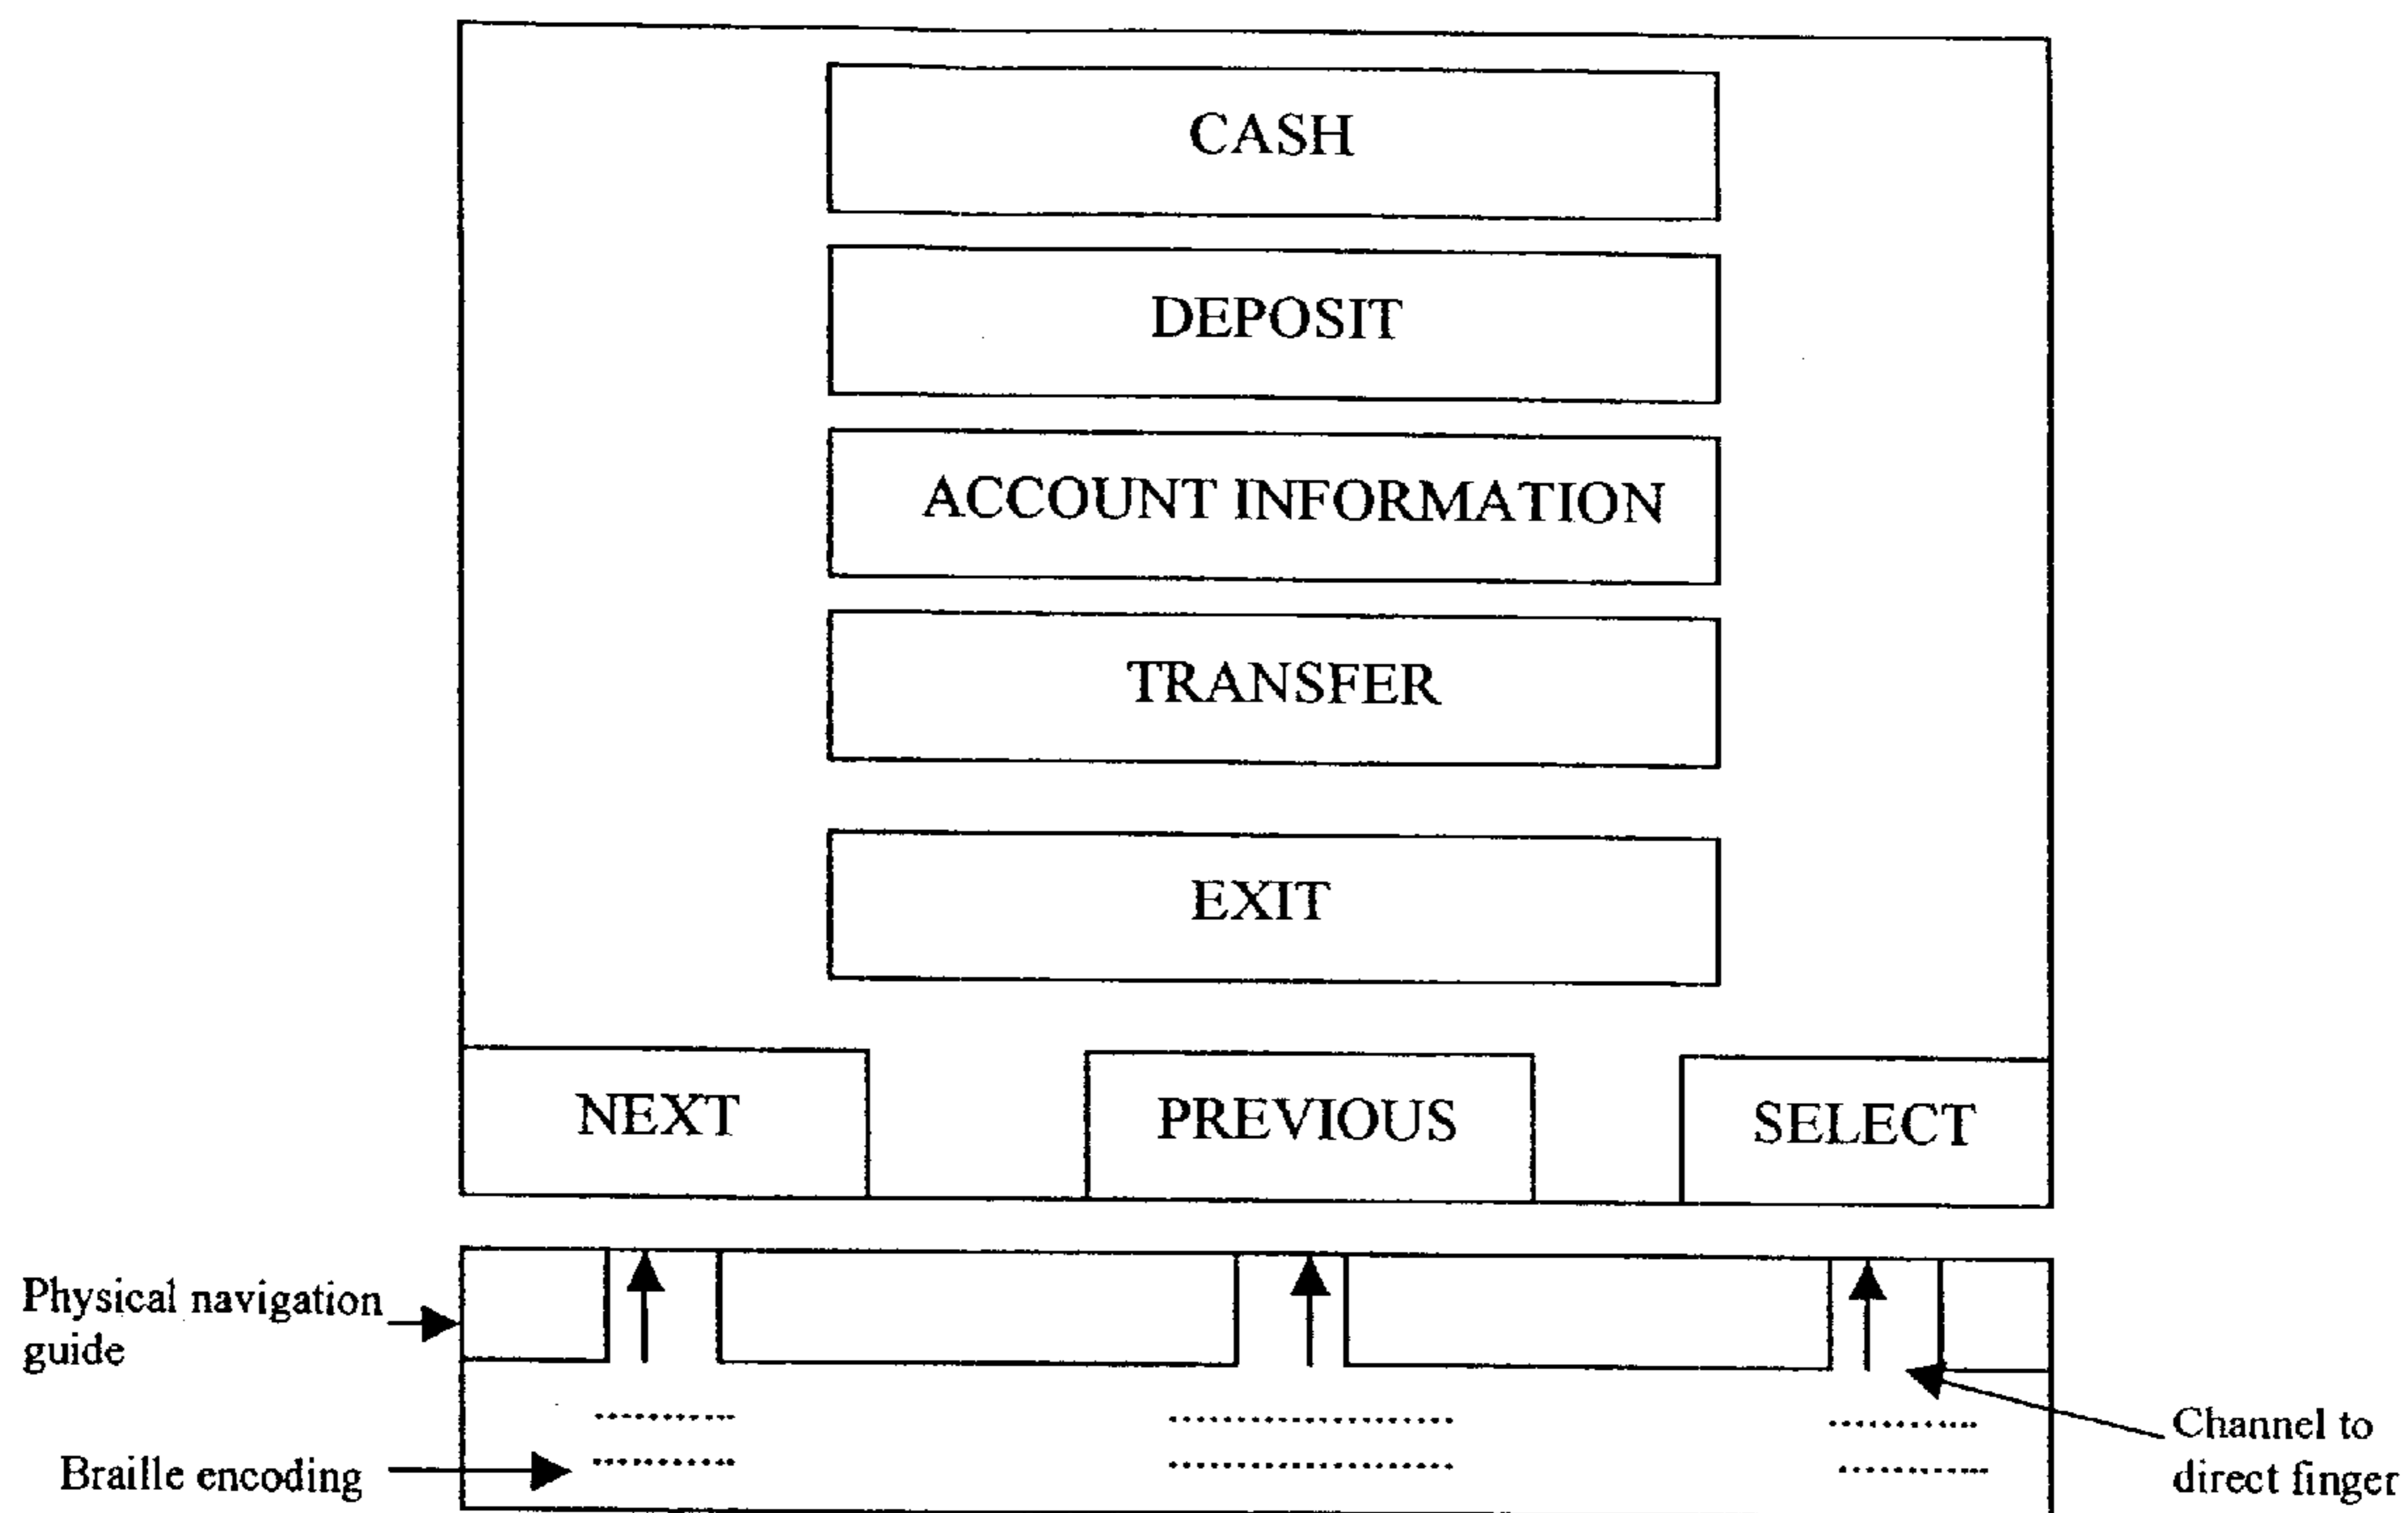 CASH
DEPOSIT
ACCOUNT INFORMATION
TRANSFER
EXIT
NEXT PREVIOUS SELECT
Physical navigation
guide
Braille encoding
Channel to
direct finger